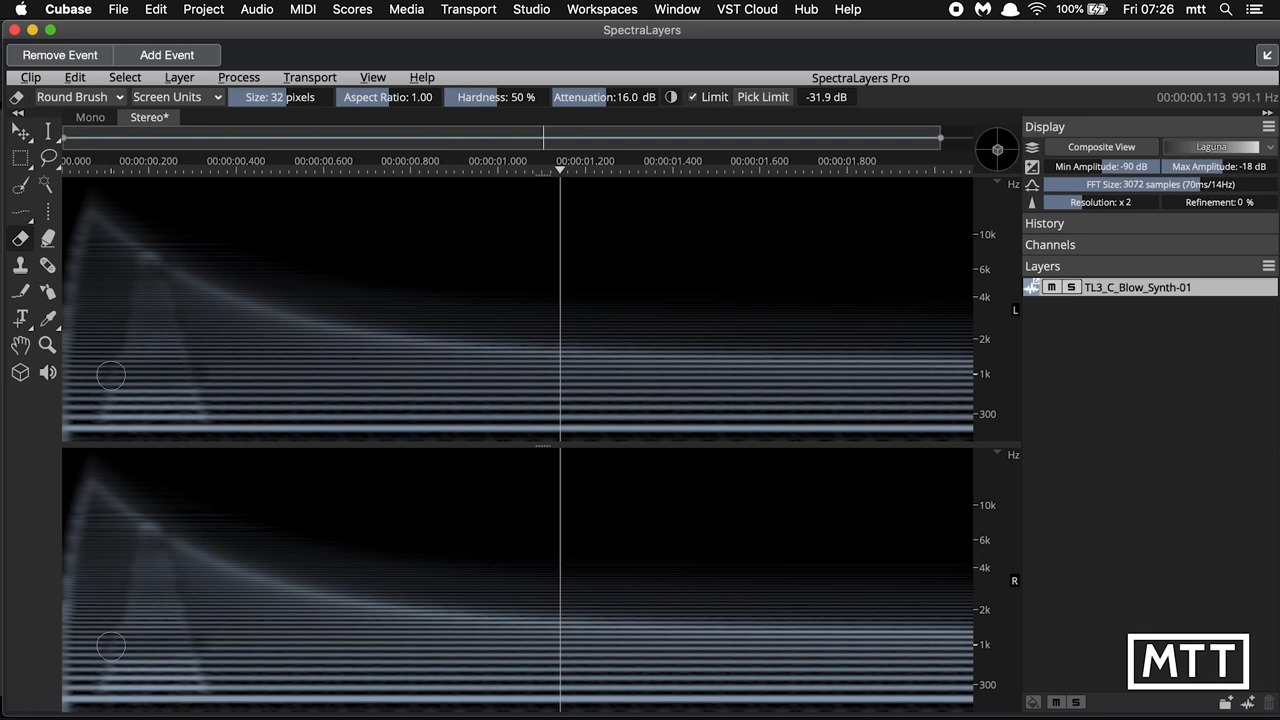 Cubase File Edit Project Audio MIDI Scores Media Transport Studio Workspaces Window VST Cloud Hub Help 100% Fri 07:26 mtt
SpectraLayers
Remove Event Add Event
Clip Edit Select Layer Process Transport View Help SpectraLayers Pro
Round Brush Screen Units Size: 32 pixels Aspect Ratio: 1.00 Hardness: 50 % Attenuation:16.0 dB Limit Pick Limit -31.9 dB 00:00:00.113 991.1 Hz
Mono Stereo*
00.000 00:00:00.200 00:00:00.400 00:00:00.600 00:00:00.800 00:00:01.000 00:00:01.200 00:00:01.400 00:00:01.600 00:00:01.800
Hz
10k
6k
4k
L
2k
1k
300
Hz
10k
6k
4k
R
2k
1k
300
Display
Composite View Laguna
Min Amplitude:-90 dB Max Amplitude:-18 dB
FFT Size: 3072 samples (70ms/14Hz)
Resolution: x 2 Refinement: 0 %
History
Channels
Layers
m S TL3_C_Blow_Synth-01
MTT
m S